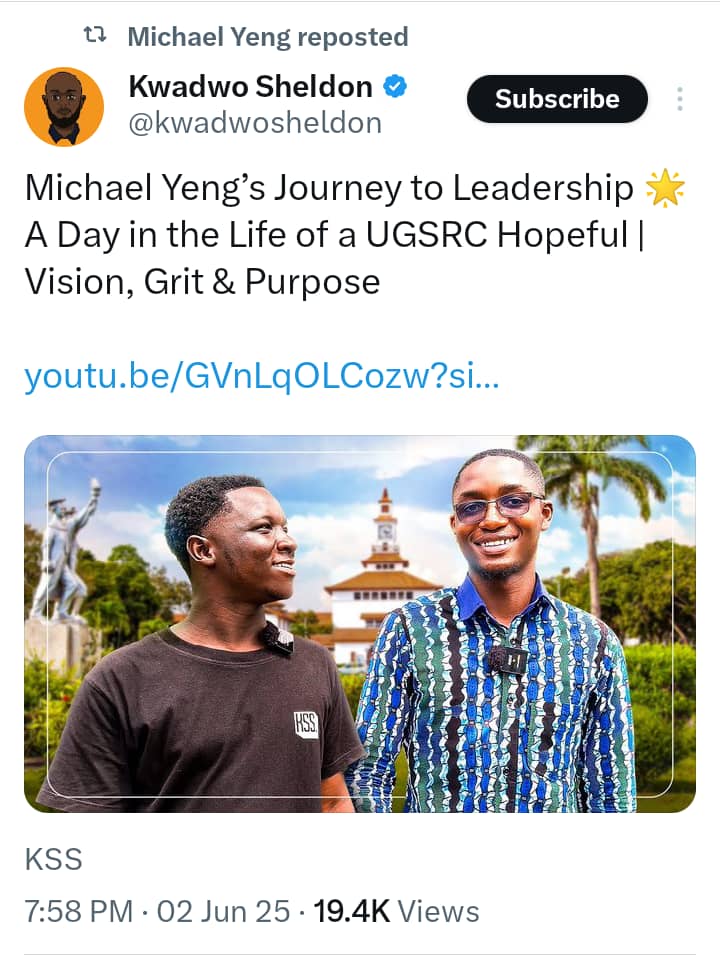 Michael Yeng reposted
Kwadwo Sheldon
@kwadwosheldon
Subscribe
Michael Yeng’s Journey to Leadership 🌟
A Day in the Life of a UGSRC Hopeful |
Vision, Grit & Purpose
youtu.be/GVnLqOLCozw?si...
KSS
KSS
7:58 PM · 02 Jun 25 · 19.4K Views